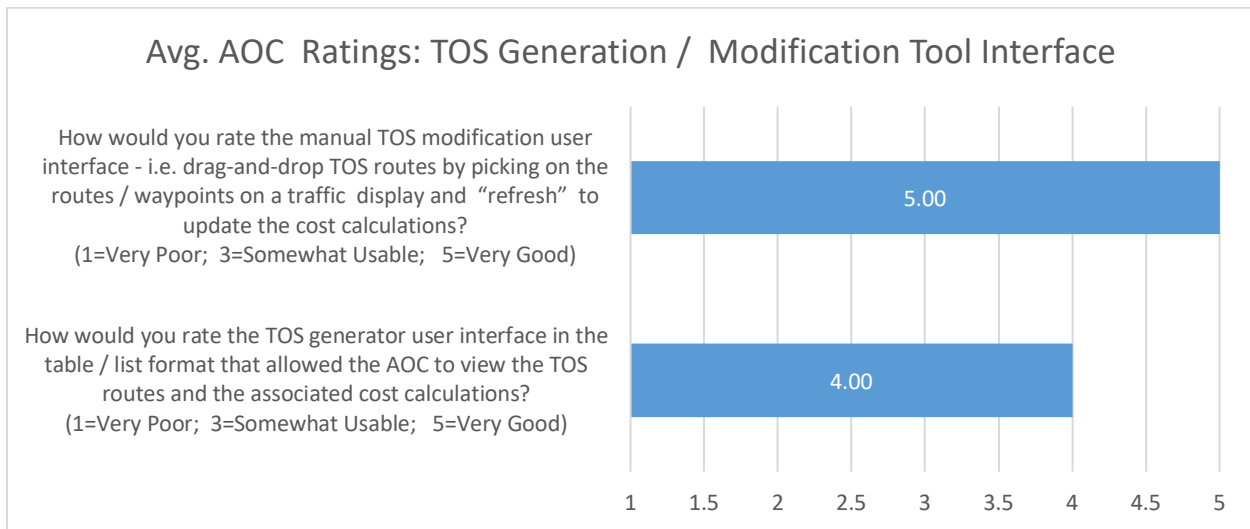 Avg. AOC Ratings: TOS Generation / Modification Tool Interface
How would you rate the manual TOS modification user
interface - i.e. drag-and-drop TOS routes by picking on the
routes / waypoints on a traffic display and “refresh” to
update the cost calculations?
(1=Very Poor; 3=Somewhat Usable; 5=Very Good)
5.00
How would you rate the TOS generator user interface in the
table / list format that allowed the AOC to view the TOS
routes and the associated cost calculations?
(1=Very Poor; 3=Somewhat Usable; 5=Very Good)
4.00
1 1.5 2 2.5 3 3.5 4 4.5 5